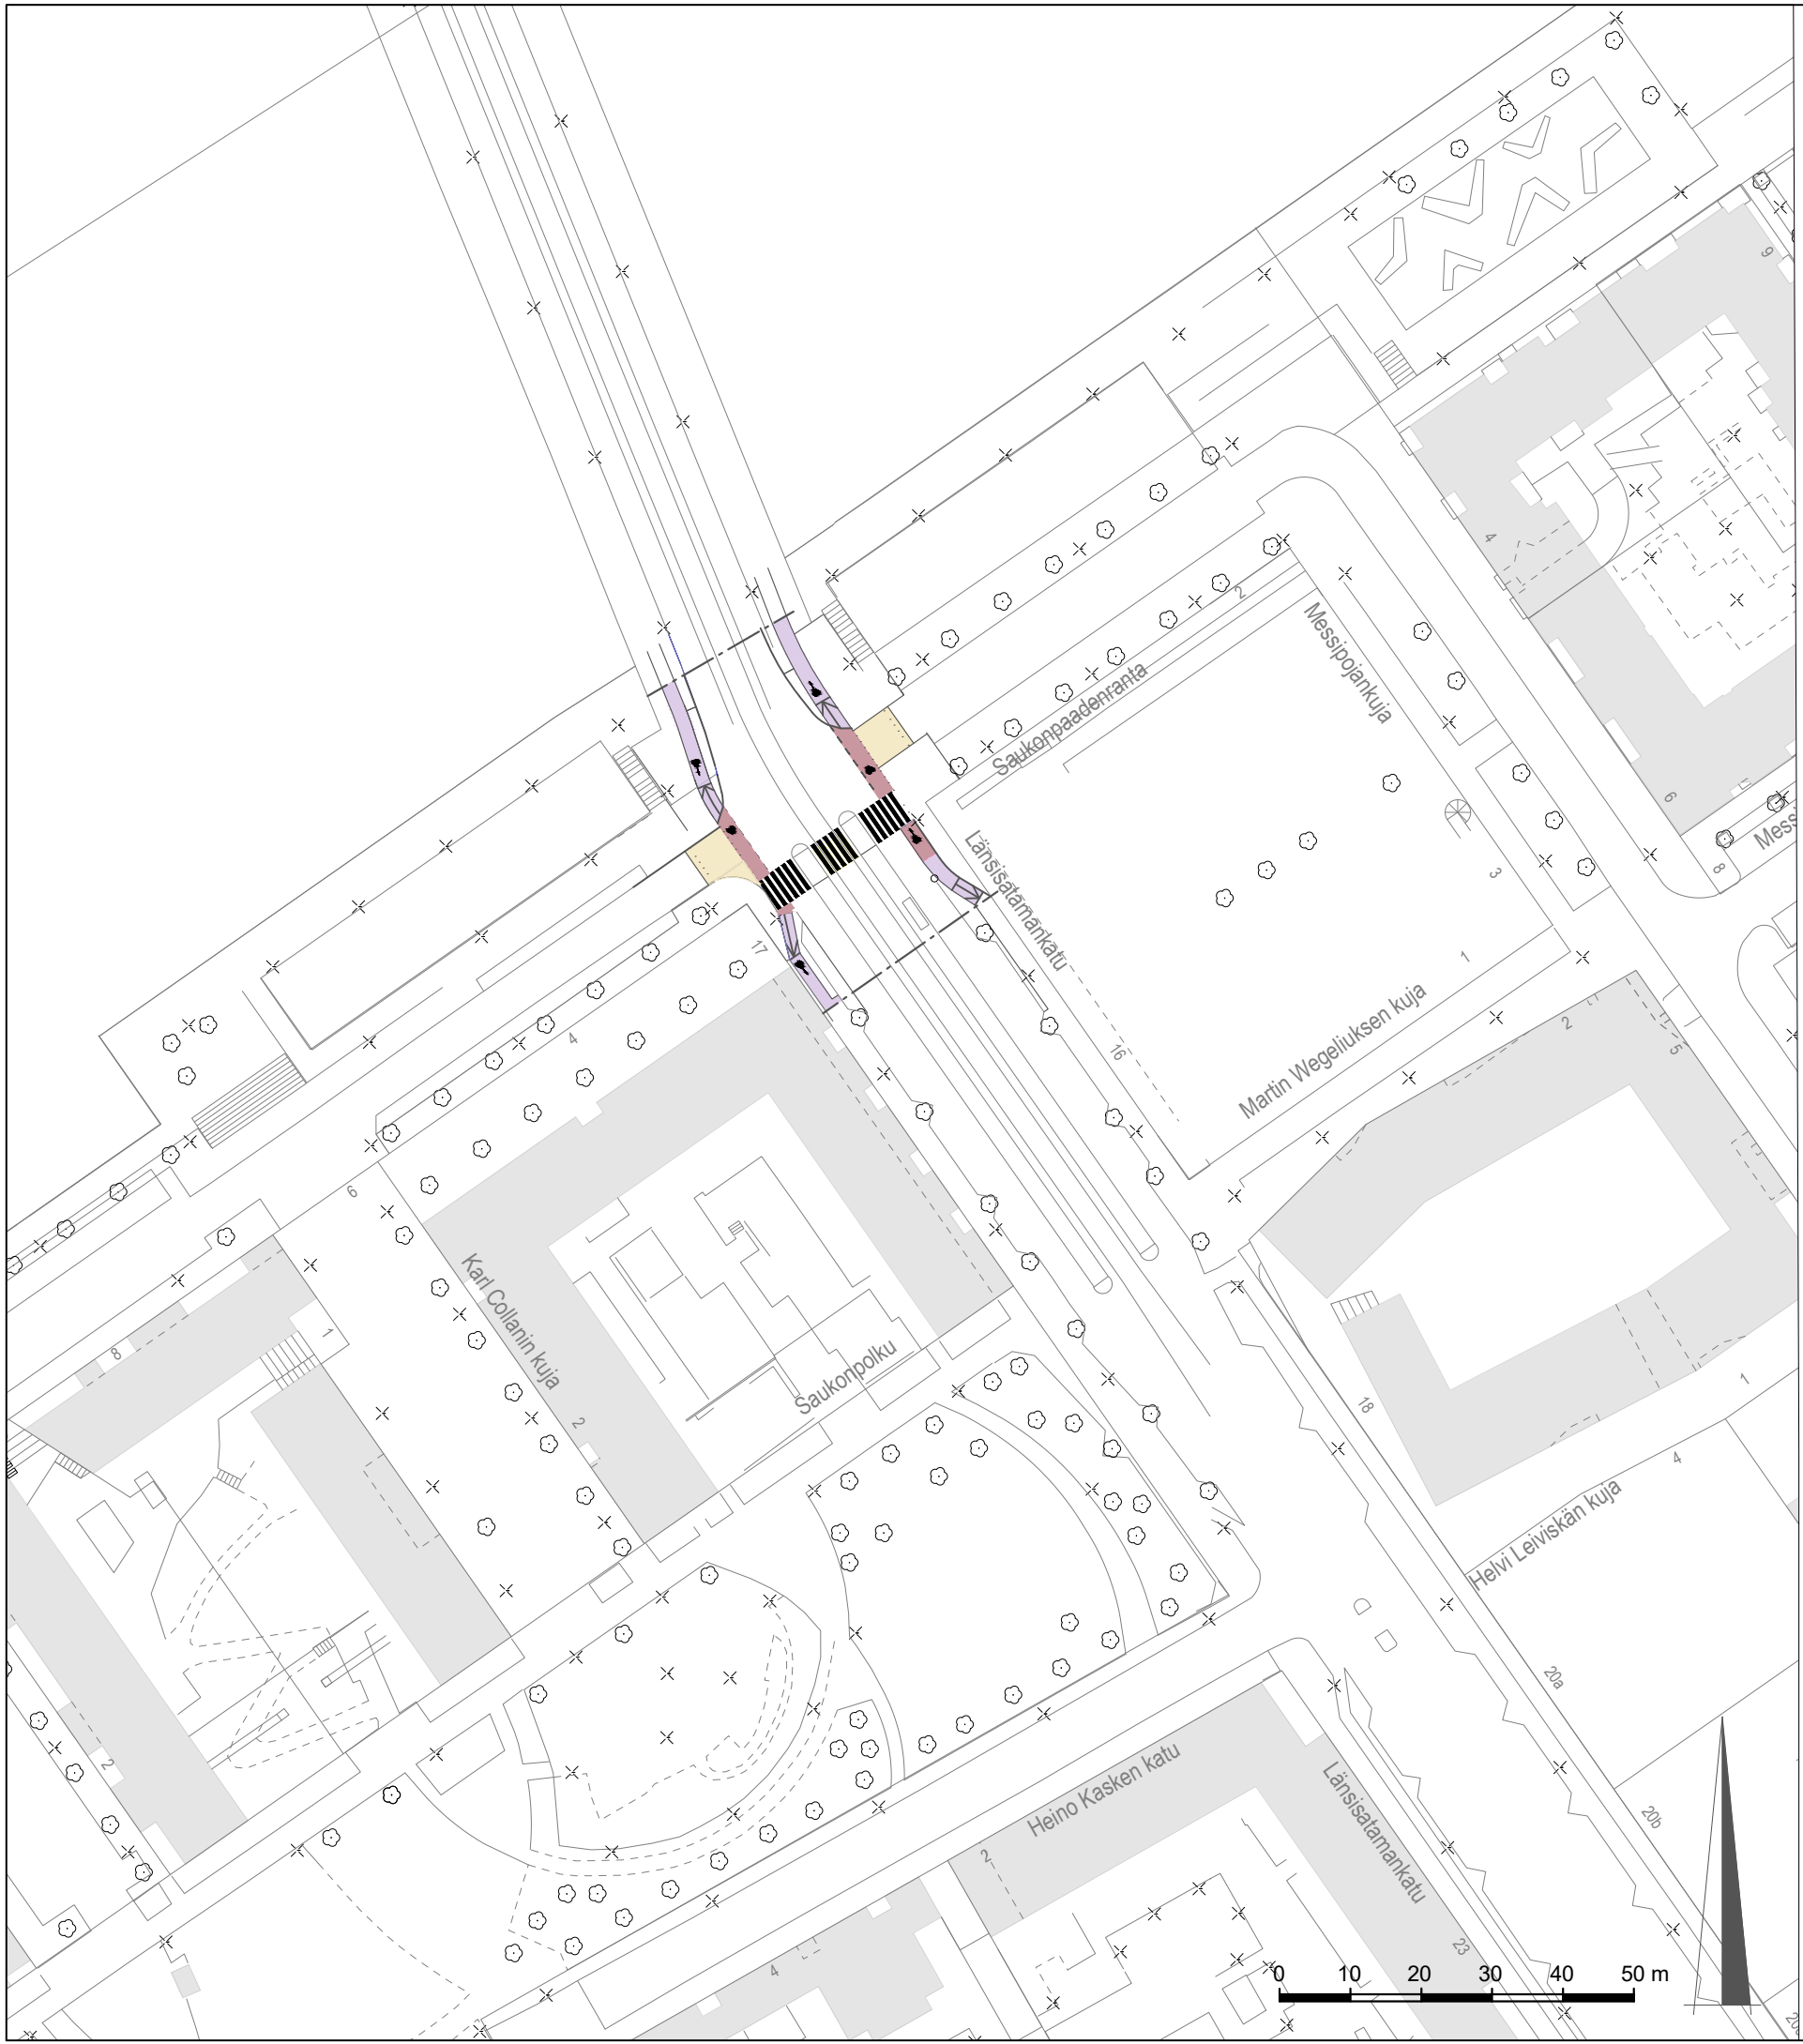 9
4
2
Messipojankuja
Saukonpaadenranta
6
8
Länsisatamankatu
3
17
1
4
16
Martin Wegeliuksen kuja
2
5
6
Karl Collanin kuja
8
1
Saukonpolku
2
18
1
4
Helvi Leiviskän kuja
20a
2
Heino Kasken katu
Länsisatamankatu
20b
2
23
4
0 10 20 30 40 50 m